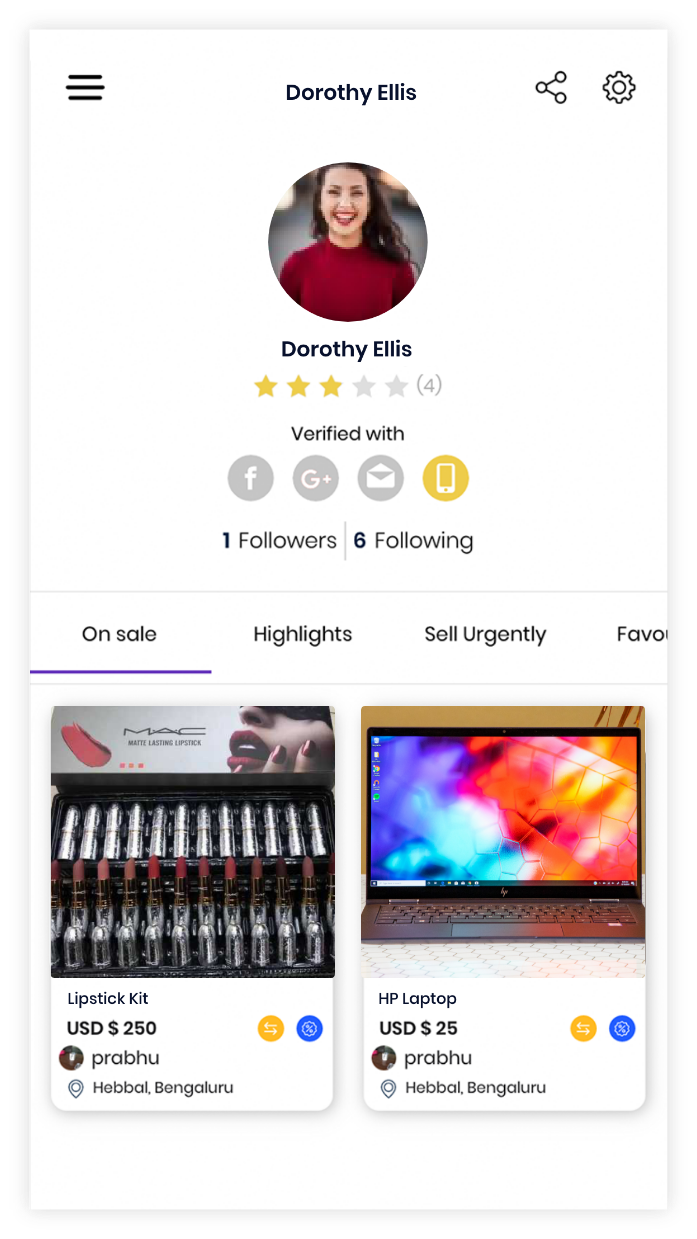 Dorothy Ellis
Dorothy Ellis
(4)
Verified with
f G+
1 Followers 6 Following
On sale Highlights Sell Urgently Favou
MAC
MATTE LASTING LIPSTICK
hp
Lipstick Kit HP Laptop
USD $ 250 USD $ 25
prabhu prabhu
Hebbal, Bengaluru Hebbal, Bengaluru